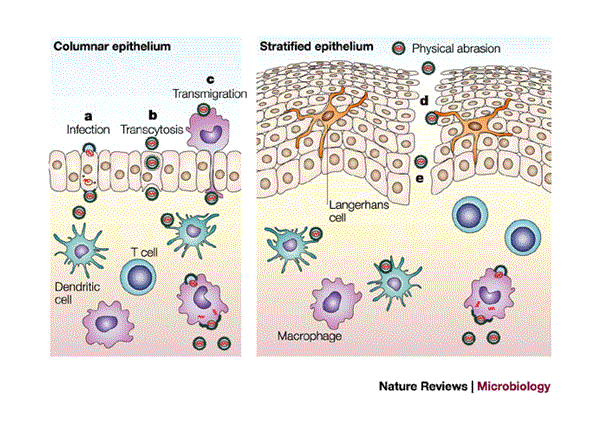 Columnar epithelium
c
Transmigration
a
Infection
b
Transcytosis
T cell
Dendritic
cell
Stratified epithelium
Physical abrasion
d
e
Langerhans
cell
Macrophage
Nature Reviews | Microbiology